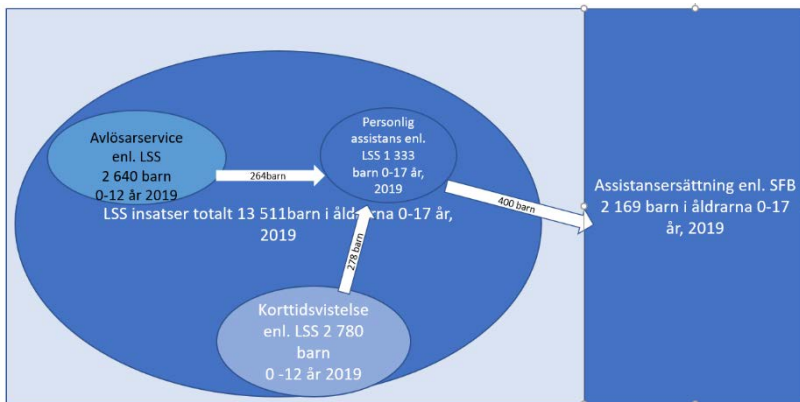 Avlösarservice
enl. LSS
2 640 barn
0-12 år 2019
264barn
Personlig
assistans enl.
LSS 1 333
barn 0-17 år,
2019
400 barn
LSS insatser totalt 13 511barn i åldrarna 0-17 år,
2019
278 barn
Korttidsvistelse
enl. LSS 2 780
barn
0 -12 år 2019
Assistansersättning enl. SFB
2 169 barn i åldrarna 0-17
år, 2019